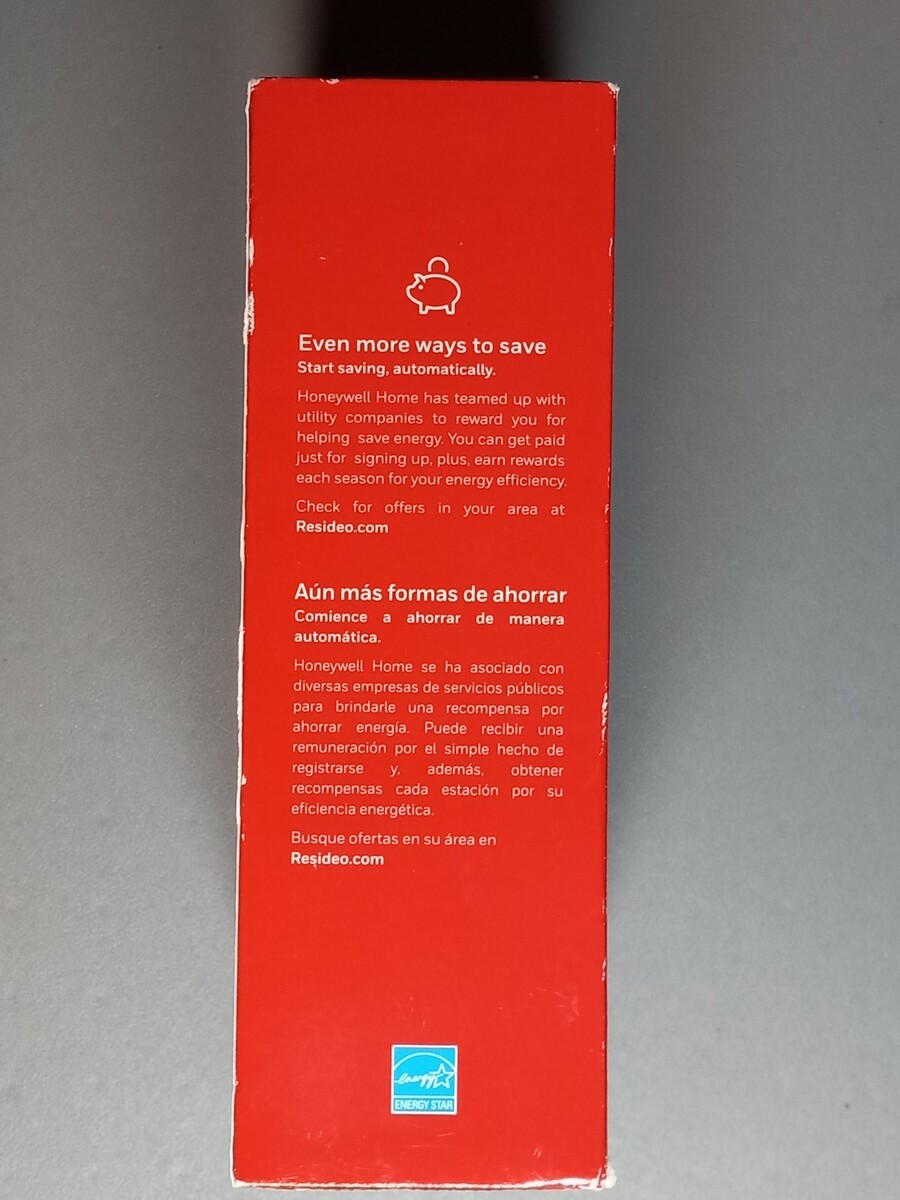 Even more ways to save
Start saving, automatically.
Honeywell Home has teamed up with
utility companies to reward you for
helping save energy. You can get paid
just for signing up, plus, earn rewards
each season for your energy efficiency.
Check for offers in your area at
Resideo.com
Aún más formas de ahorrar
Comience a ahorrar de manera
automática.
Honeywell Home se ha asociado con
diversas empresas de servicios públicos
para brindarle una recompensa por
ahorrar energía. Puede recibir una
remuneración por el simple hecho de
registrarse y, además, obtener
recompensas cada estación por su
eficiencia energética.
Busque ofertas en su área en
Resideo.com
energy
ENERGY STAR